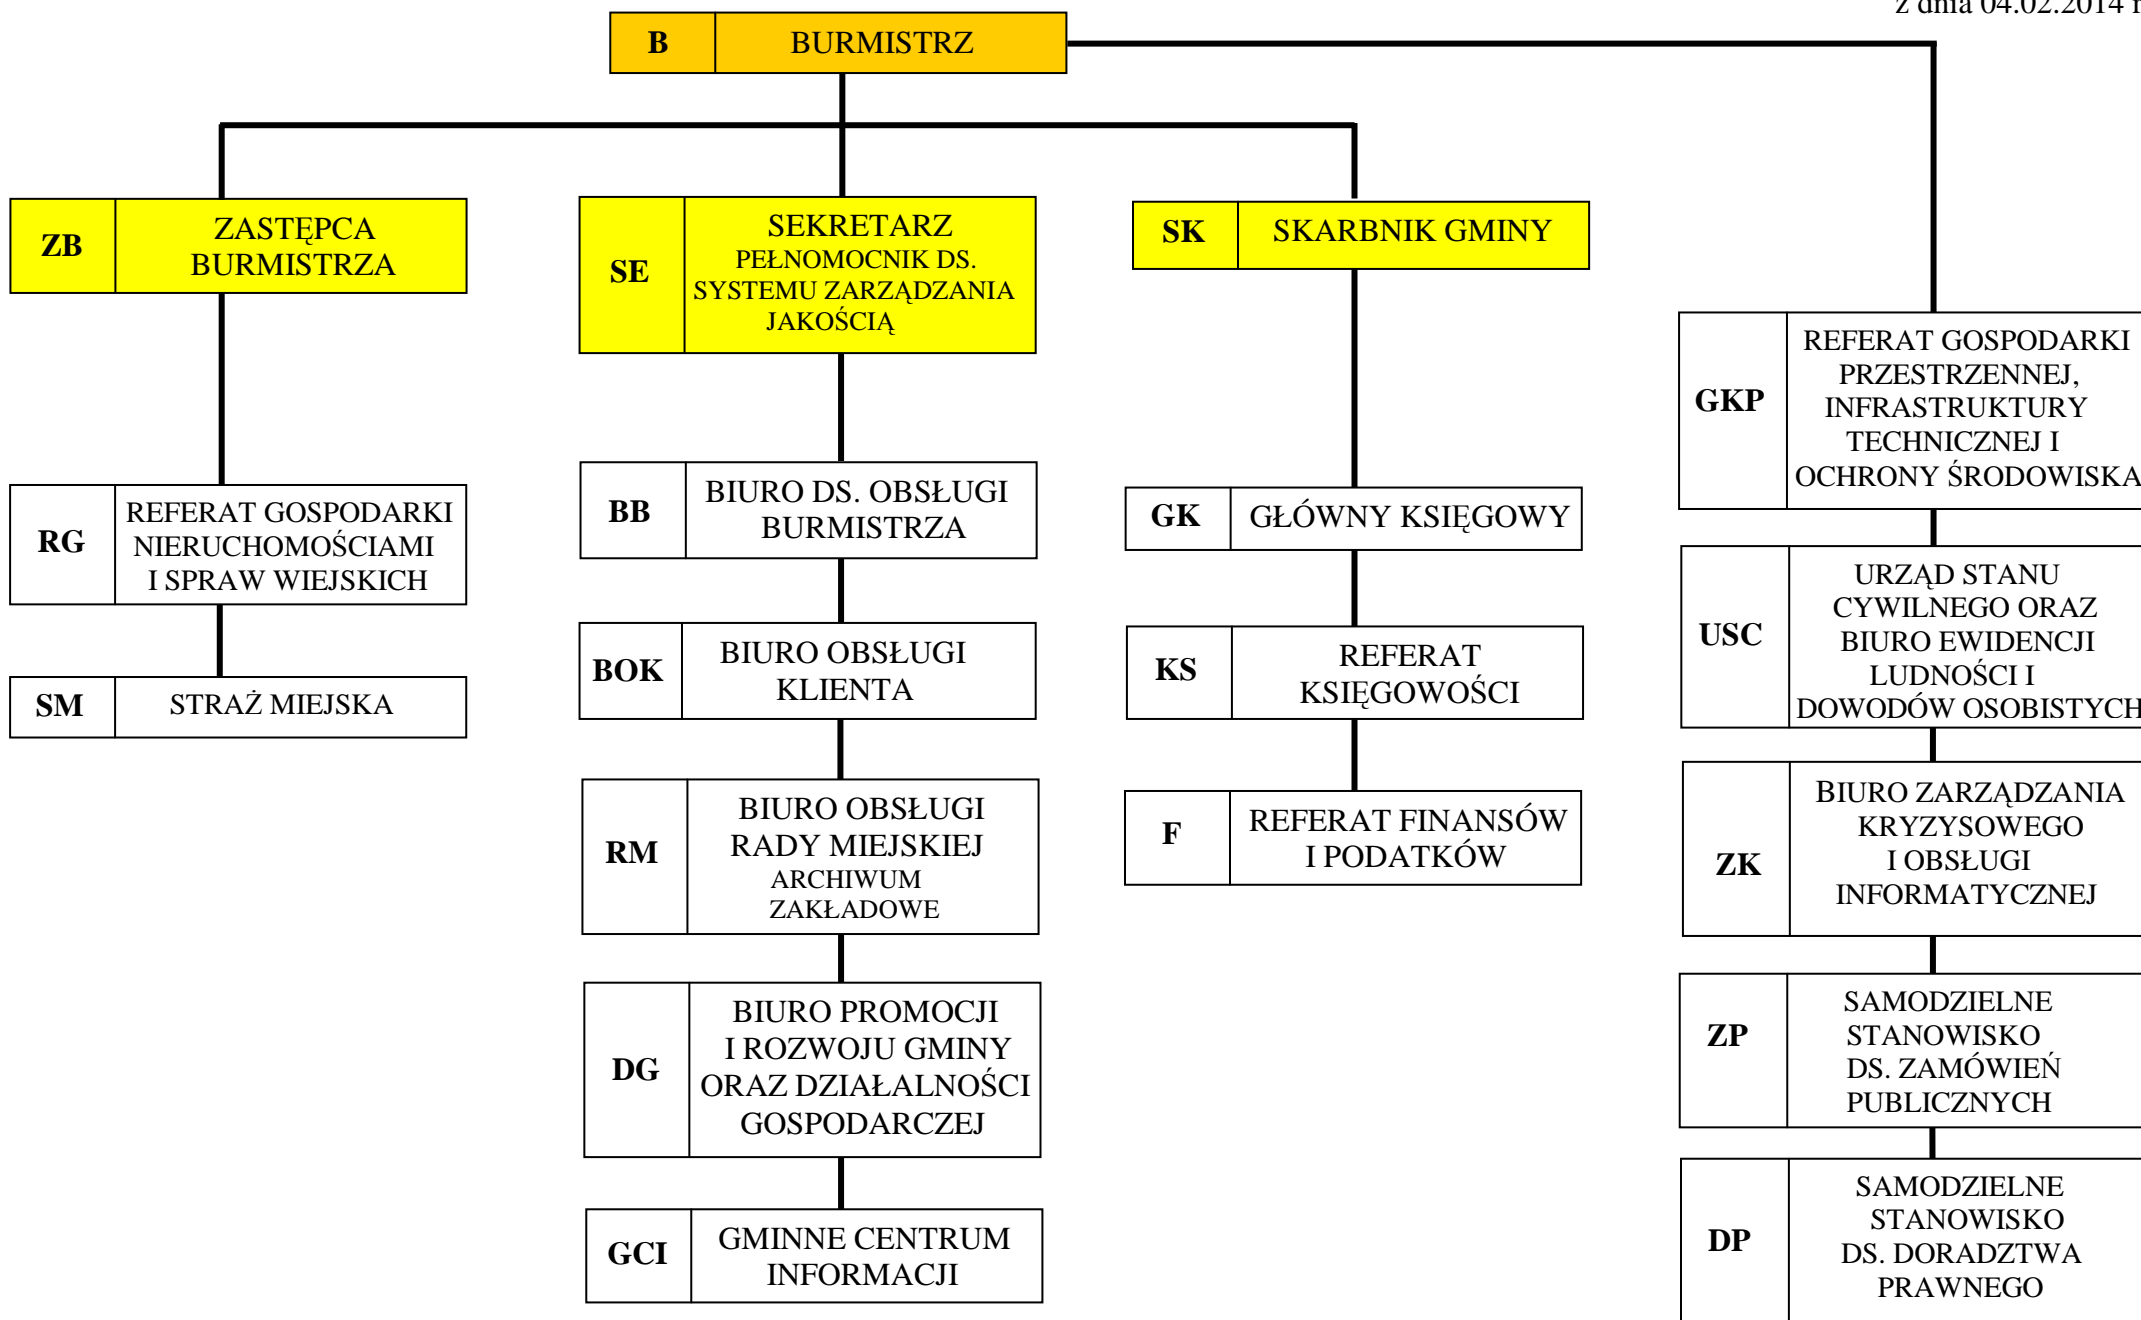 z dnia 04.02.2014 r
B BURMISTRZ
ZB ZASTĘPCA
BURMISTRZA
SE SEKRETARZ
PEŁNOMOCNIK DS.
SYSTEMU ZARZĄDZANIA
JAKOŚCIĄ
SK SKARBNIK GMINY
RG REFERAT GOSPODARKI
NIERUCHOMOŚCIAMI
I SPRAW WIEJSKICH
SM STRAŻ MIEJSKA
BB BIURO DS. OBSŁUGI
BURMISTRZA
BOK BIURO OBSŁUGI
KLIENTA
RM BIURO OBSŁUGI
RADY MIEJSKIEJ
ARCHIWUM
ZAKŁADOWE
DG BIURO PROMOCJI
I ROZWOJU GMINY
ORAZ DZIAŁALNOŚCI
GOSPODARCZEJ
GCI GMINNE CENTRUM
INFORMACJI
GK GŁÓWNY KSIĘGOWY
KS REFERAT
KSIĘGOWOŚCI
F REFERAT FINANSÓW
I PODATKÓW
GKP REFERAT GOSPODARKI
PRZESTRZENNEJ,
INFRASTRUKTURY
TECHNICZNEJ I
OCHRONY ŚRODOWISKA
USC URZĄD STANU
CYWILNEGO ORAZ
BIURO EWIDENCJI
LUDNOŚCI I
DOWODÓW OSOBISTYCH
ZK BIURO ZARZĄDZANIA
KRYZYSOWEGO
I OBSŁUGI
INFORMATYCZNEJ
ZP SAMODZIELNE
STANOWISKO
DS. ZAMÓWIEŃ
PUBLICZNYCH
DP SAMODZIELNE
STANOWISKO
DS. DORADZTWA
PRAWNEGO